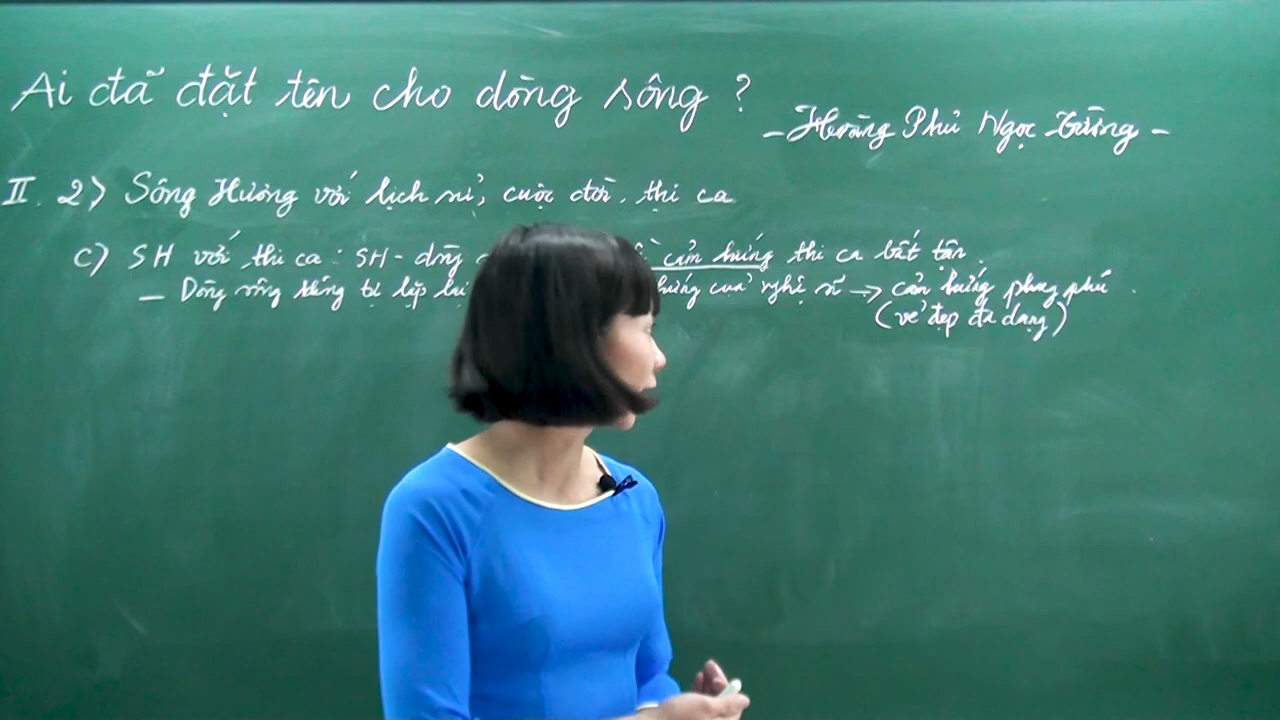 Ai đã đặt tên cho dòng sông ?
- Hoàng Phủ Ngọc Tường -
II. 2) Sông Hương với lịch sử, cuộc đời, thi ca
c) SH với thi ca : SH - dòng cảm hứng thi ca bất tận.
- Dòng sông không tự lặp lại hứng của nghệ sĩ → cảm hứng phong phú.
(vẻ đẹp đa dạng)